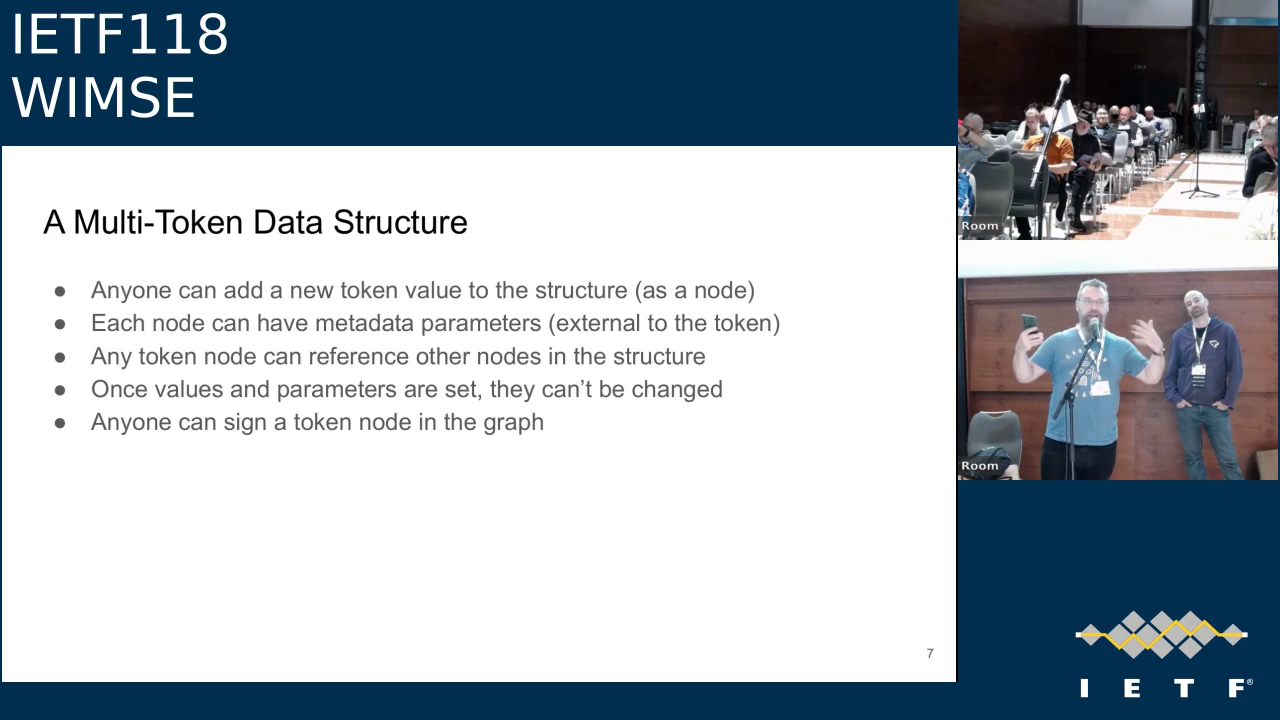 IETF118
WIMSE
A Multi-Token Data Structure
● Anyone can add a new token value to the structure (as a node)
● Each node can have metadata parameters (external to the token)
● Any token node can reference other nodes in the structure
● Once values and parameters are set, they can’t be changed
● Anyone can sign a token node in the graph
7
Room
Room
I E T F®